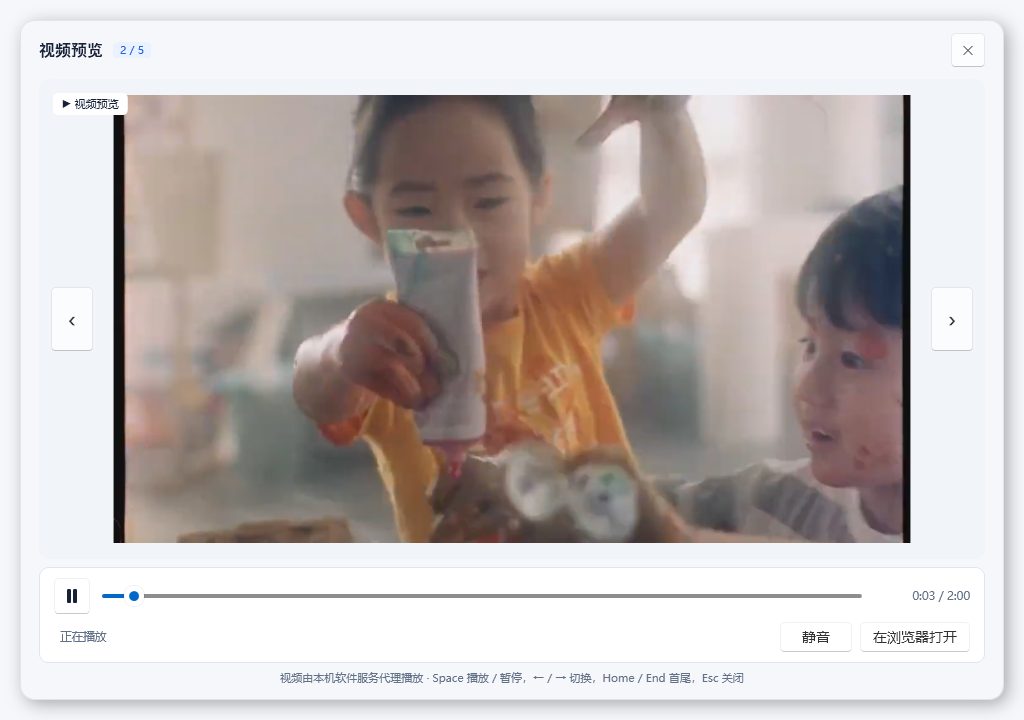 视频预览 2 / 5
▶ 视频预览
‹ ›
0:03 / 2:00
正在播放
静音 在浏览器打开
视频由本机软件服务代理播放 · Space 播放 / 暂停，← / → 切换，Home / End 首尾，Esc 关闭